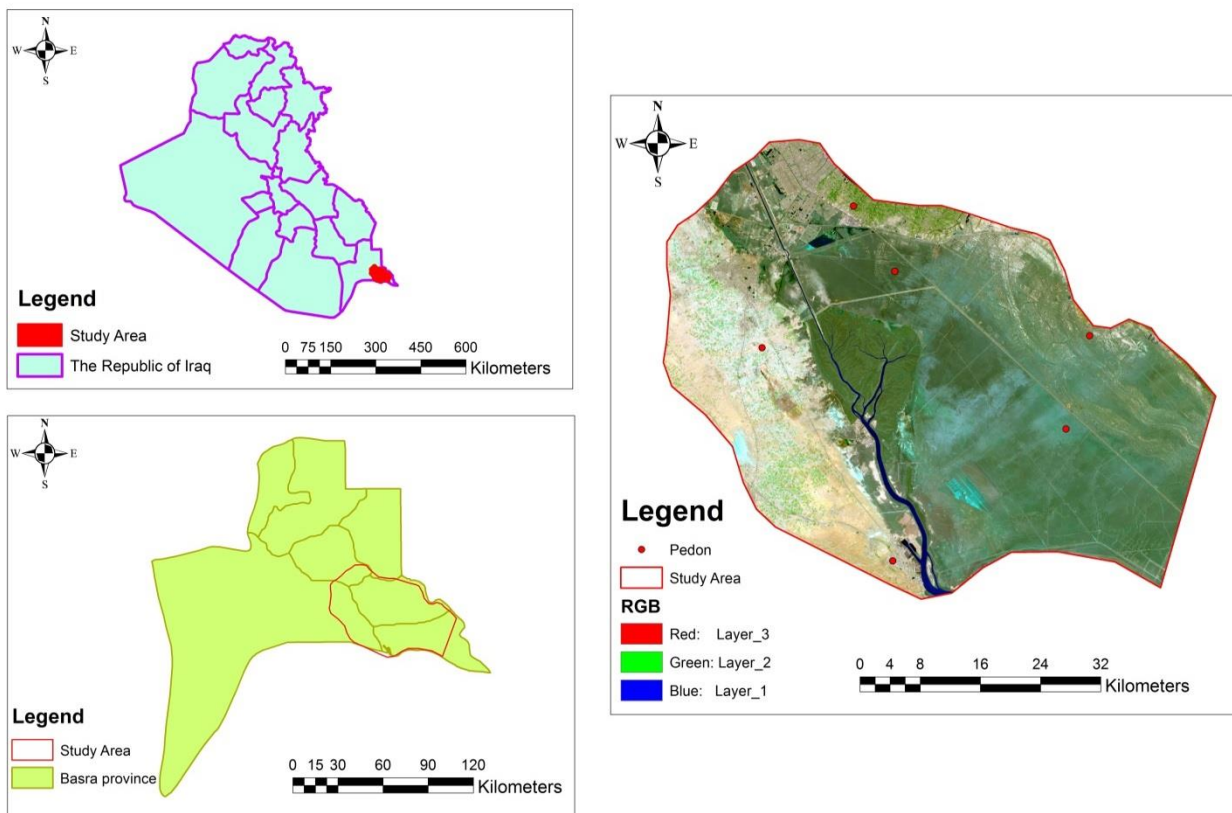 N
W E
S
Legend
Study Area
The Republic of Iraq
0 75 150 300 450 600
Kilometers
N
W E
S
Legend
Study Area
Basra province
0 15 30 60 90 120
Kilometers
N
W E
S
Legend
Pedon
Study Area
RGB
Red: Layer_3
Green: Layer_2
Blue: Layer_1
0 4 8 16 24 32
Kilometers